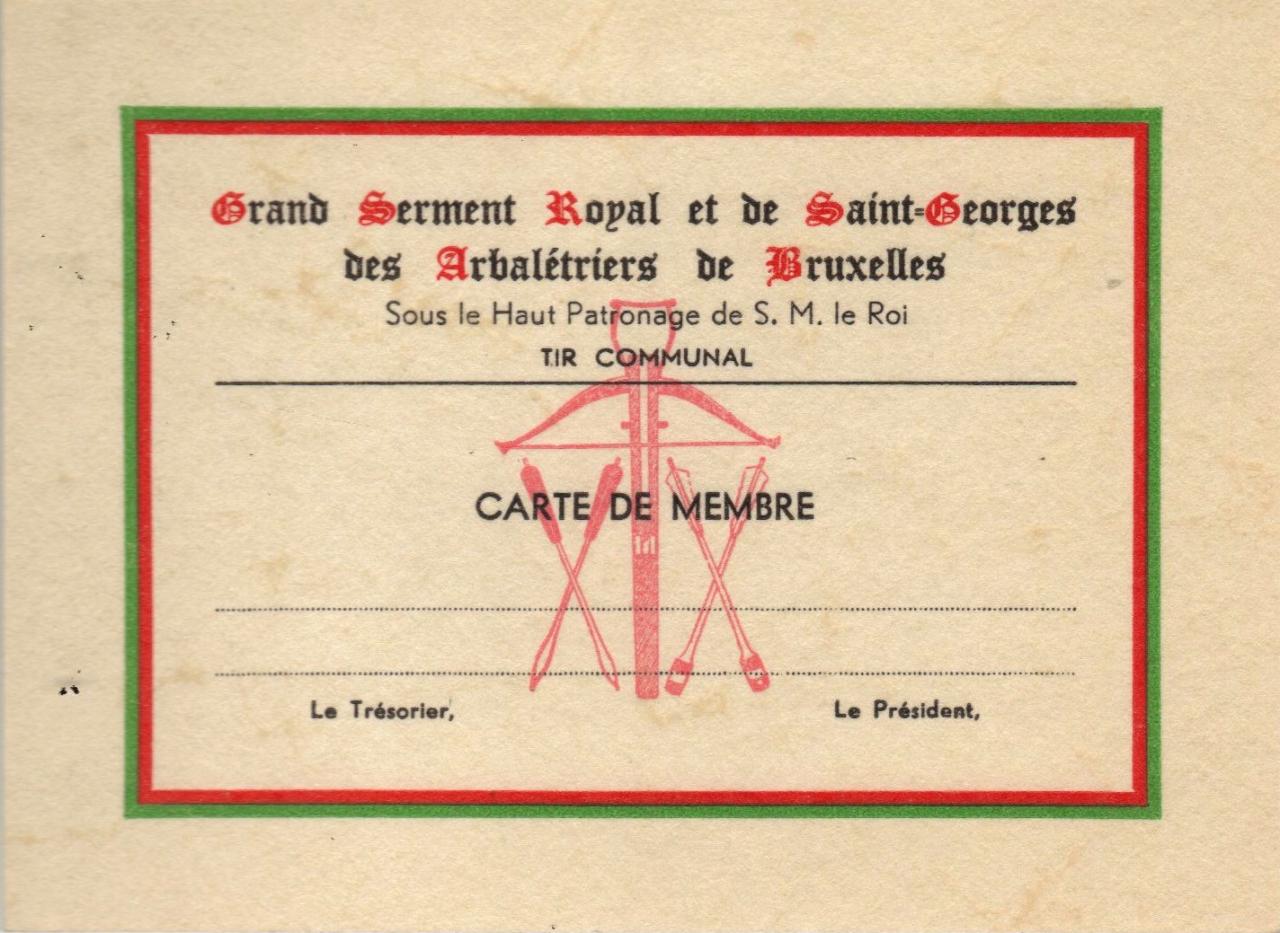 Grand Serment Royal et de Saint-Georges
des Arbalétriers de Bruxelles
Sous le Haut Patronage de S. M. le Roi
TIR COMMUNAL
CARTE DE MEMBRE
Le Trésorier, Le Président,